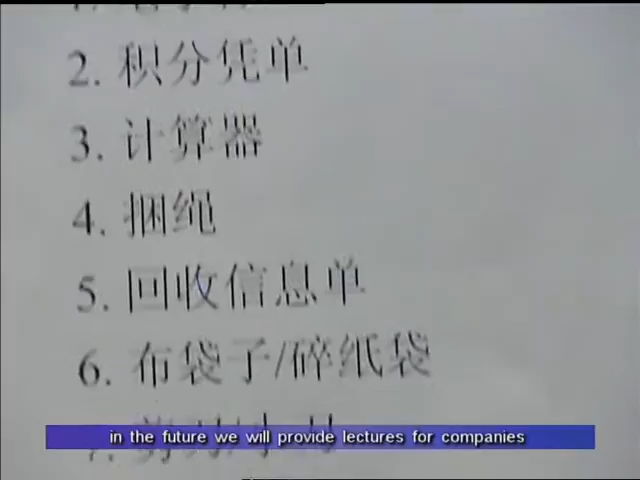 2. 积分凭单
3. 计算器
4. 捆绳
5. 回收信息单
6. 布袋子/碎纸袋
in the future we will provide lectures for companies